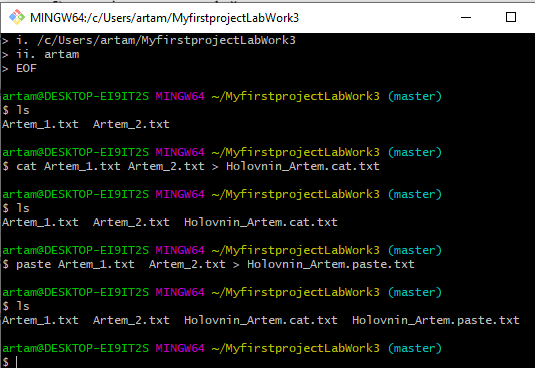 MINGW64:/c/Users/artam/MyfirstprojectLabWork3
> i. /c/Users/artam/MyfirstprojectLabWork3
> ii. artam
> EOF
artam@DESKTOP-EI9IT2S MINGW64 ~/MyfirstprojectLabWork3 (master)
$ ls
Artem_1.txt  Artem_2.txt
artam@DESKTOP-EI9IT2S MINGW64 ~/MyfirstprojectLabWork3 (master)
$ cat Artem_1.txt Artem_2.txt > Holovnin_Artem.cat.txt
artam@DESKTOP-EI9IT2S MINGW64 ~/MyfirstprojectLabWork3 (master)
$ ls
Artem_1.txt  Artem_2.txt  Holovnin_Artem.cat.txt
artam@DESKTOP-EI9IT2S MINGW64 ~/MyfirstprojectLabWork3 (master)
$ paste Artem_1.txt  Artem_2.txt > Holovnin_Artem.paste.txt
artam@DESKTOP-EI9IT2S MINGW64 ~/MyfirstprojectLabWork3 (master)
$ ls
Artem_1.txt  Artem_2.txt  Holovnin_Artem.cat.txt  Holovnin_Artem.paste.txt
artam@DESKTOP-EI9IT2S MINGW64 ~/MyfirstprojectLabWork3 (master)
$